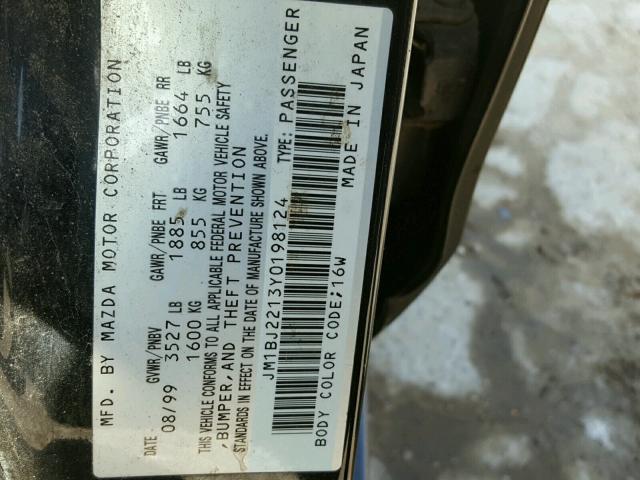 MFD. BY MAZDA MOTOR CORPORATION
DATE GVWR/PNBV GAWR/PNBE FRT GAWR/PNBE RR
08/99 3527 LB 1885 LB 1664 LB
1600 KG 855 KG 755 KG
THIS VEHICLE CONFORMS TO ALL APPLICABLE FEDERAL MOTOR VEHICLE SAFETY
,BUMPER, AND THEFT PREVENTION
STANDARDS IN EFFECT ON THE DATE OF MANUFACTURE SHOWN ABOVE.
JM1BJ2213Y0198124 TYPE: PASSENGER
BODY COLOR CODE;16W MADE IN JAPAN